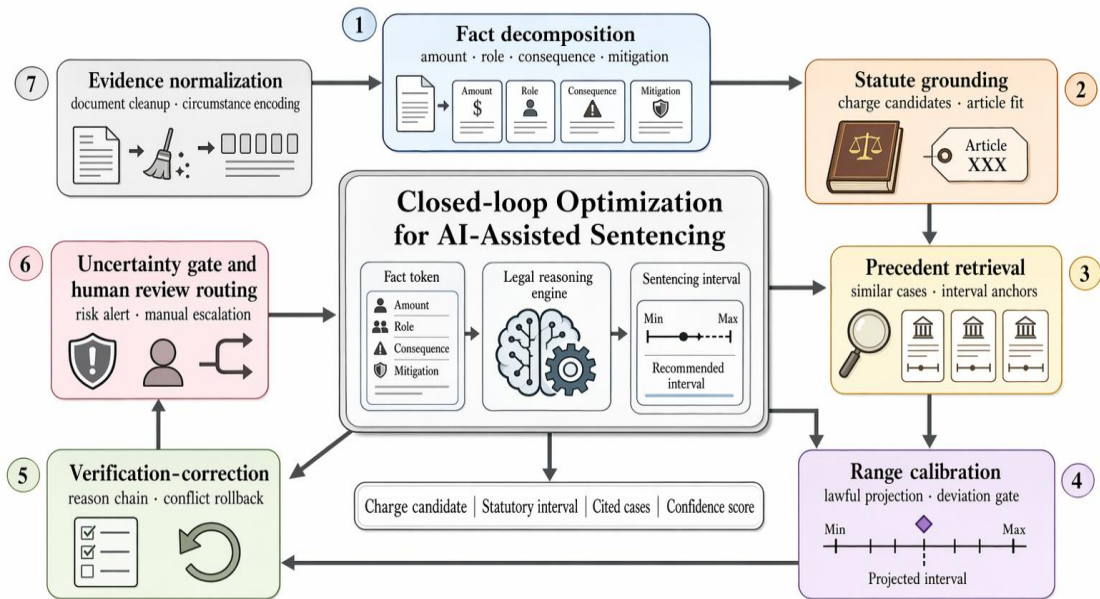 1
Fact decomposition
amount · role · consequence · mitigation
Amount
$
Role
Consequence
Mitigation
7
Evidence normalization
document cleanup · circumstance encoding
Statute grounding
charge candidates · article fit
Article
XXX
2
Closed-loop Optimization
for AI-Assisted Sentencing
Fact token
Amount
Role
Consequence
Mitigation
Legal reasoning
engine
Sentencing interval
Min
Max
Recommended
interval
6
Uncertainty gate and
human review routing
risk alert · manual escalation
Precedent retrieval
similar cases · interval anchors
3
5
Verification-correction
reason chain · conflict rollback
Charge candidate | Statutory interval | Cited cases | Confidence score
Range calibration
lawful projection · deviation gate
Min
Max
Projected interval
4